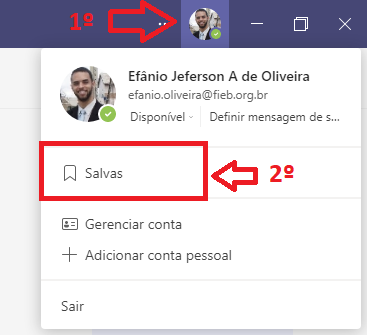 1º
Efânio Jeferson A de Oliveira
efanio.oliveira@fieb.org.br
Disponível Definir mensagem de s...
Salvas
2º
Gerenciar conta
Adicionar conta pessoal
Sair